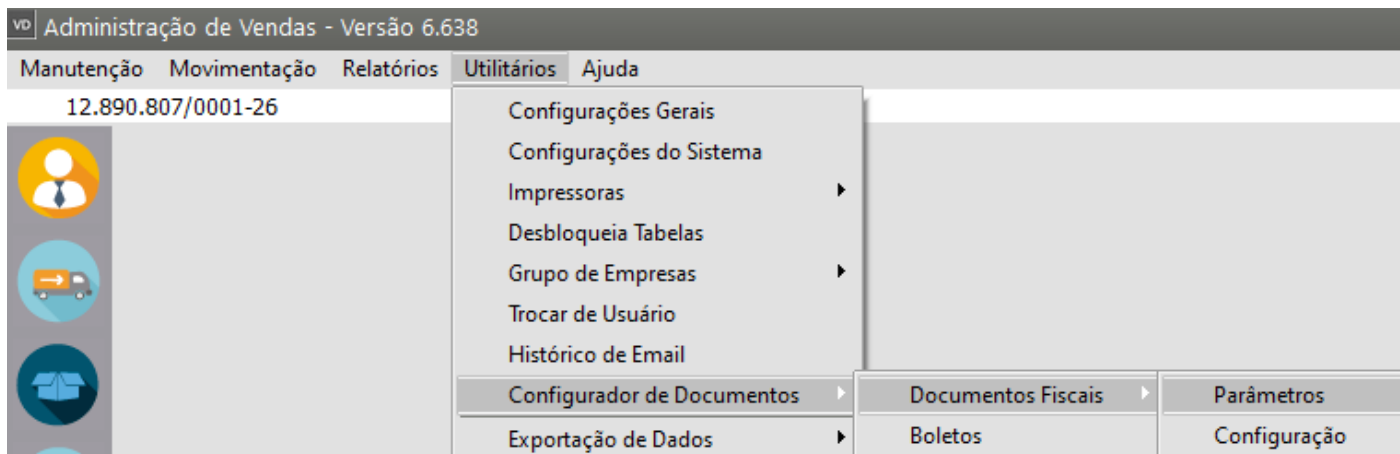 VD Administração de Vendas - Versão 6.638
Manutenção Movimentação Relatórios Utilitários Ajuda
12.890.807/0001-26
Configurações Gerais
Configurações do Sistema
Impressoras
Desbloqueia Tabelas
Grupo de Empresas
Trocar de Usuário
Histórico de Email
Configurador de Documentos Documentos Fiscais Parâmetros
Exportação de Dados Boletos Configuração